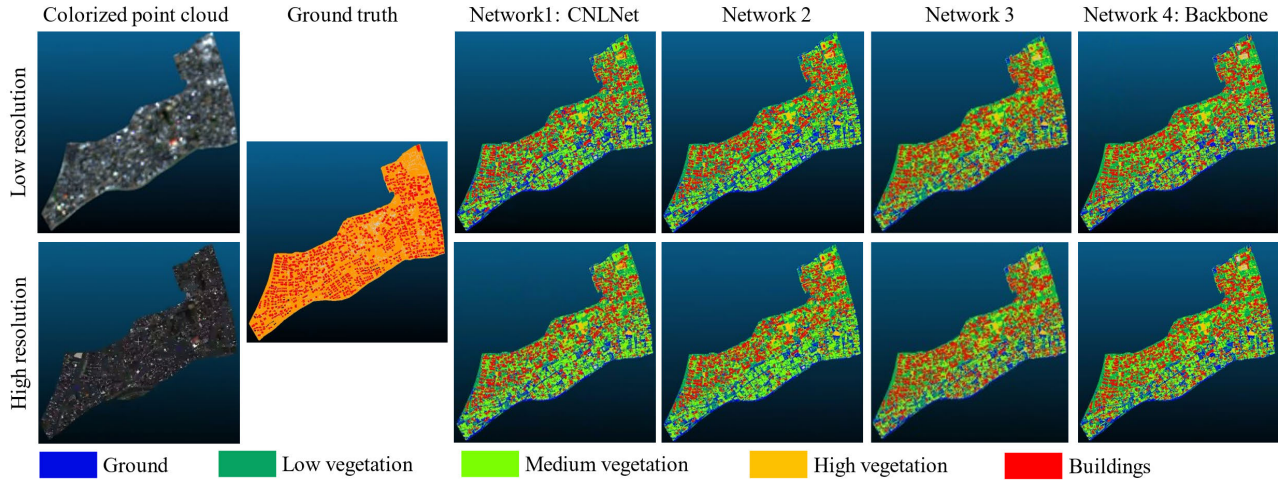 Colorized point cloud
Ground truth
Network1: CNLNet
Network 2
Network 3
Network 4: Backbone
Low resolution
High resolution
Ground
Low vegetation
Medium vegetation
High vegetation
Buildings